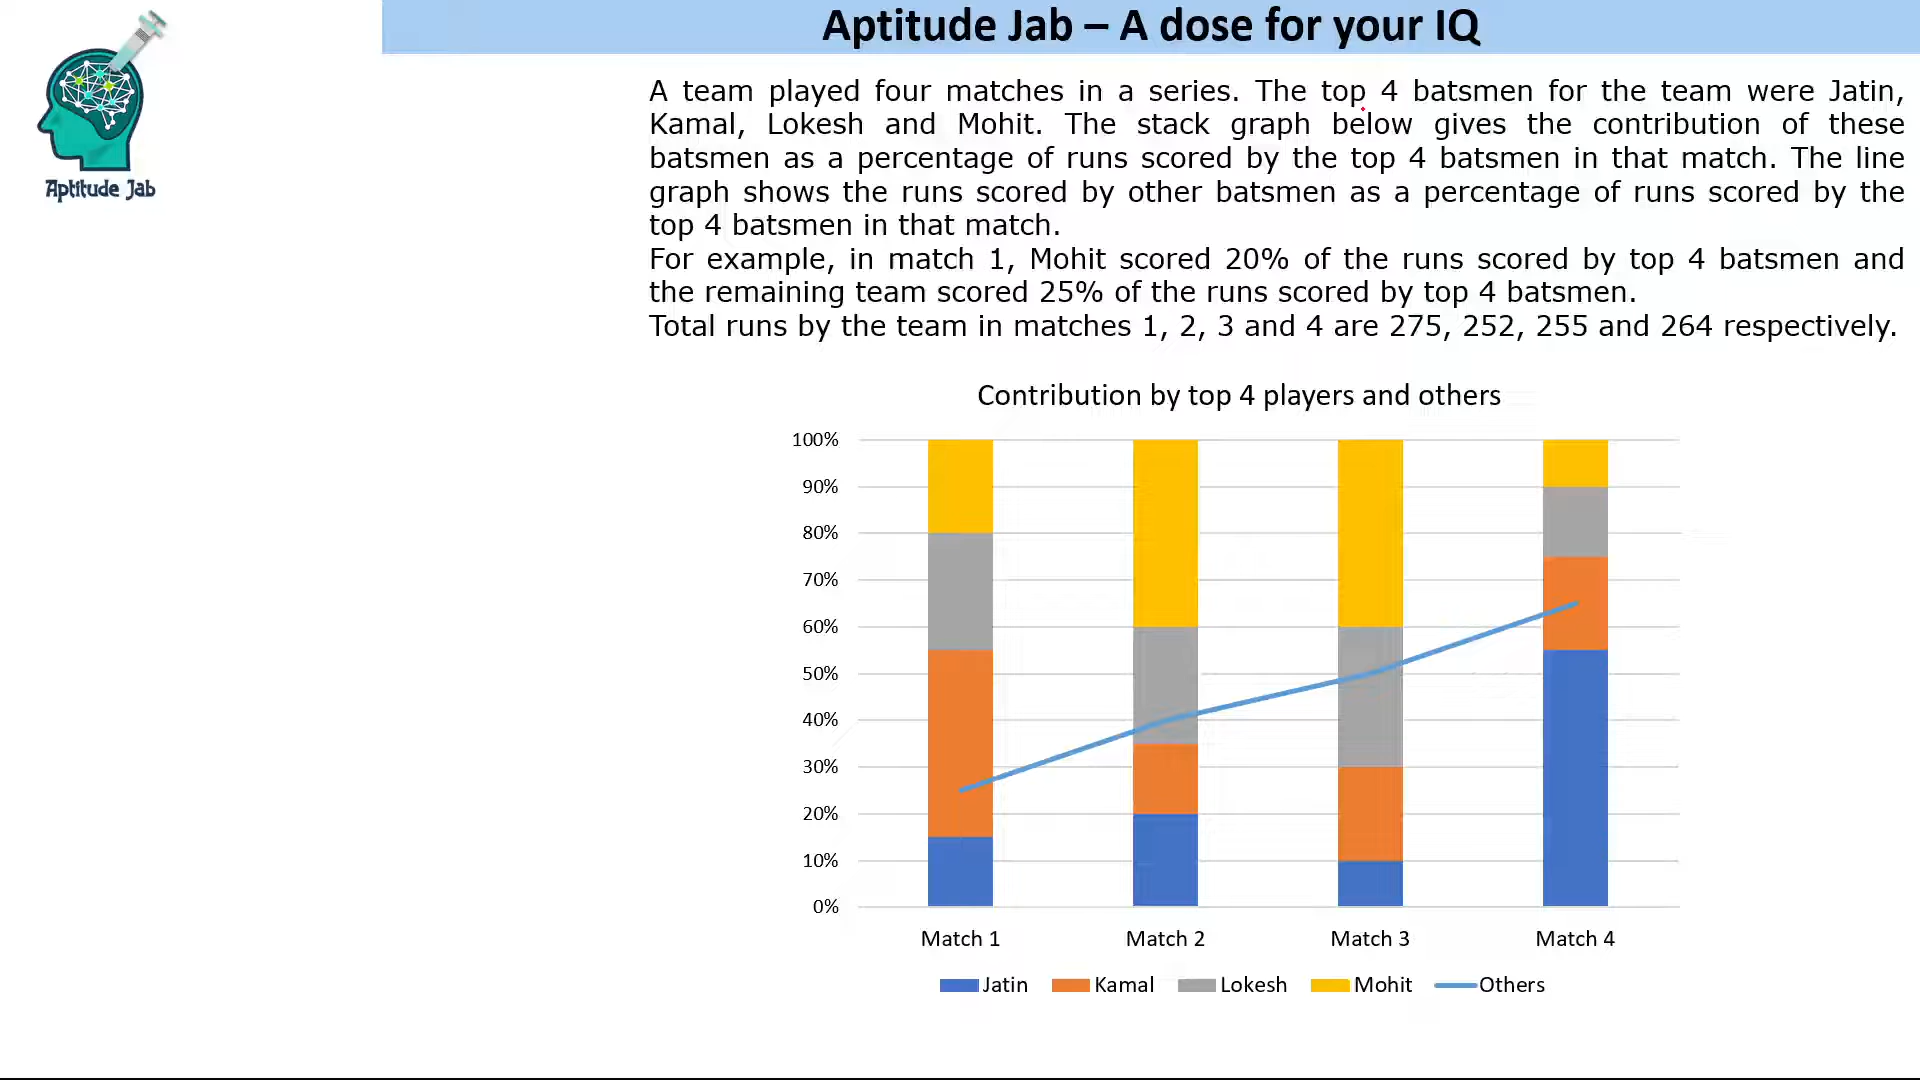 Aptitude Jab – A dose for your IQ
Aptitude Jab
A team played four matches in a series. The top 4 batsmen for the team were Jatin,
Kamal, Lokesh and Mohit. The stack graph below gives the contribution of these
batsmen as a percentage of runs scored by the top 4 batsmen in that match. The line
graph shows the runs scored by other batsmen as a percentage of runs scored by the
top 4 batsmen in that match.
For example, in match 1, Mohit scored 20% of the runs scored by top 4 batsmen and
the remaining team scored 25% of the runs scored by top 4 batsmen.
Total runs by the team in matches 1, 2, 3 and 4 are 275, 252, 255 and 264 respectively.
Contribution by top 4 players and others
100%
90%
80%
70%
60%
50%
40%
30%
20%
10%
0%
Match 1 Match 2 Match 3 Match 4
Jatin Kamal Lokesh Mohit Others